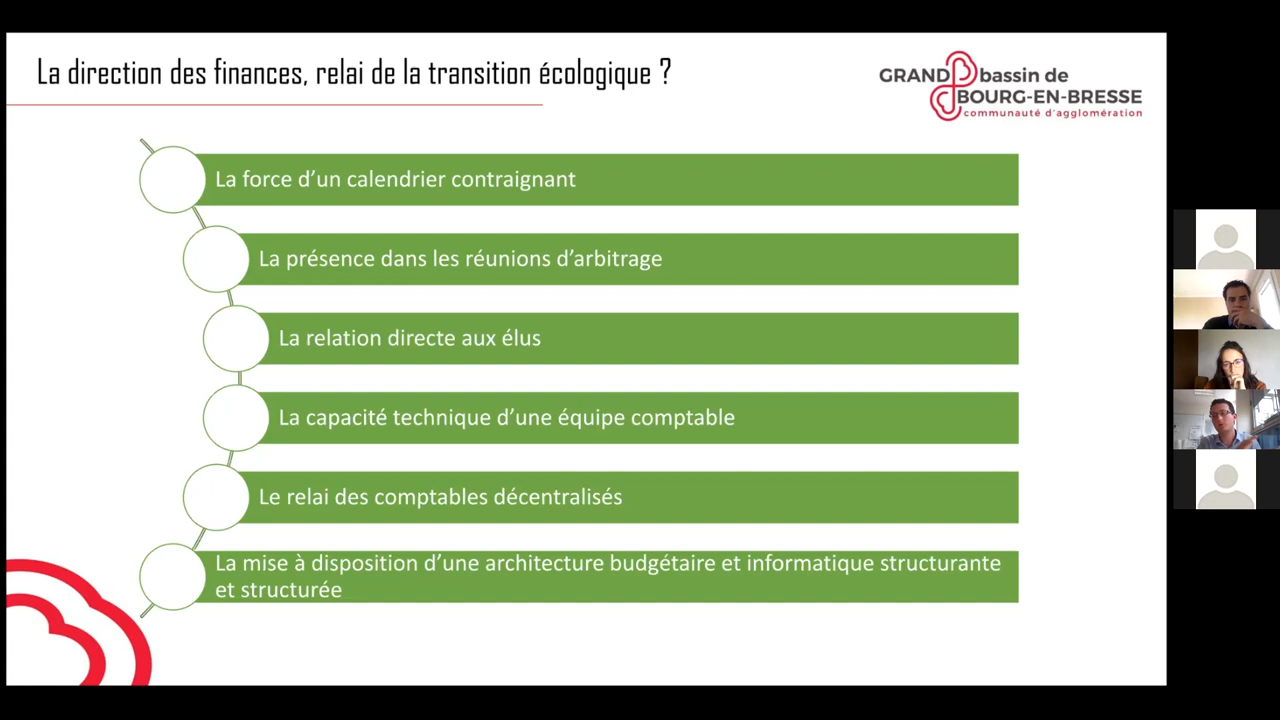 La direction des finances, relai de la transition écologique ?
GRAND bassin de
BOURG-EN-BRESSE
communauté d'agglomération
La force d’un calendrier contraignant
La présence dans les réunions d’arbitrage
La relation directe aux élus
La capacité technique d’une équipe comptable
Le relai des comptables décentralisés
La mise à disposition d’une architecture budgétaire et informatique structurante
et structurée